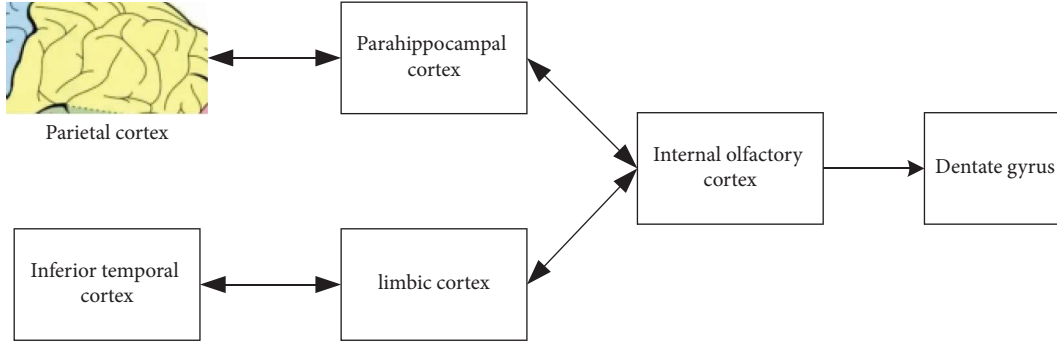 Parietal cortex
Parahippocampal
cortex
Internal olfactory
cortex
Dentate gyrus
Inferior temporal
cortex
limbic cortex